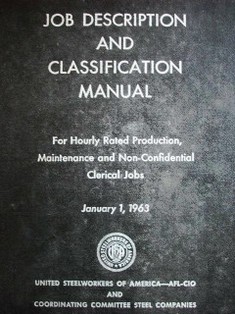 JOB DESCRIPTION
AND
CLASSIFICATION
MANUAL
For Hourly Rated Production,
Maintenance and Non-Confidential
Clerical Jobs
January 1, 1963
UNITED STEELWORKERS OF AMERICA—AFL-CIO
AND
COORDINATING COMMITTEE STEEL COMPANIES